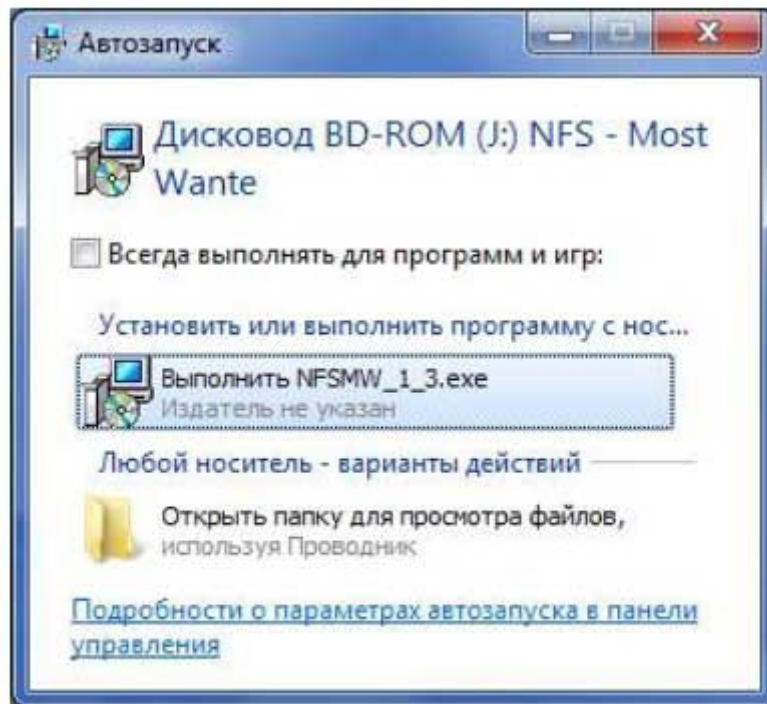 Автозапуск
Дисковод BD-ROM (J:) NFS - Most
Wante
Всегда выполнять для программ и игр:
Установить или выполнить программу с нос...
Выполнить NFSMW_1_3.exe
Издатель не указан
Любой носитель - варианты действий
Открыть папку для просмотра файлов,
используя Проводник
Подробности о параметрах автозапуска в панели
управления